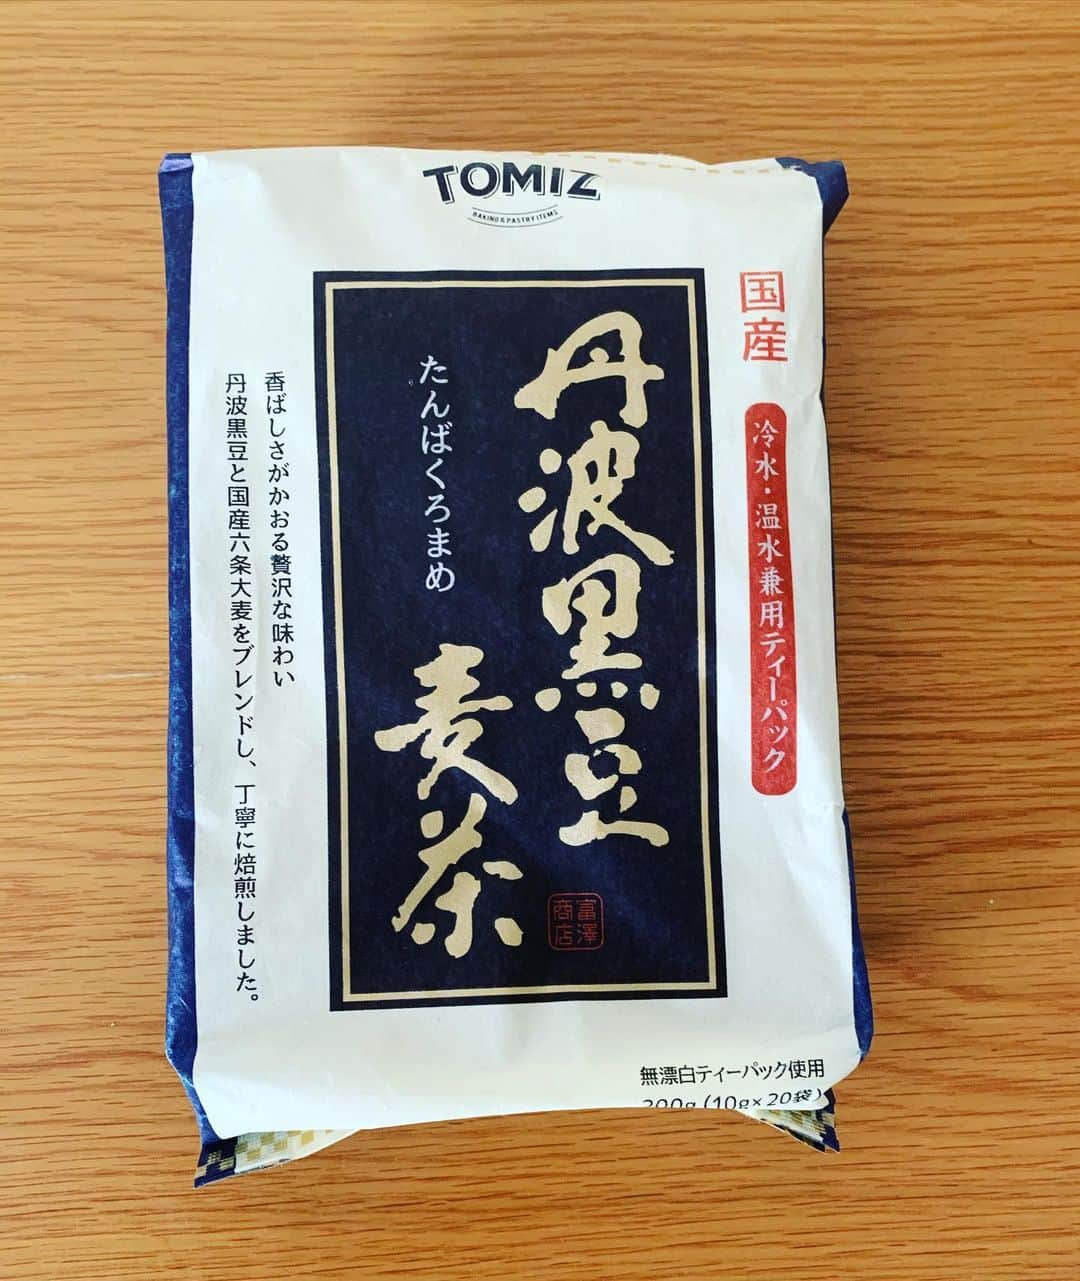 TOMIZ
BAKING & PASTRY ITEMS
国産
冷水・温水兼用ティーパック
丹波黒豆
たんばくろまめ
麦茶
富澤
商店
香ばしさがかおる贅沢な味わい
丹波黒豆と国産六条大麦をブレンドし、丁寧に焙煎しました。
無漂白ティーパック使用
200g (10g×20袋)